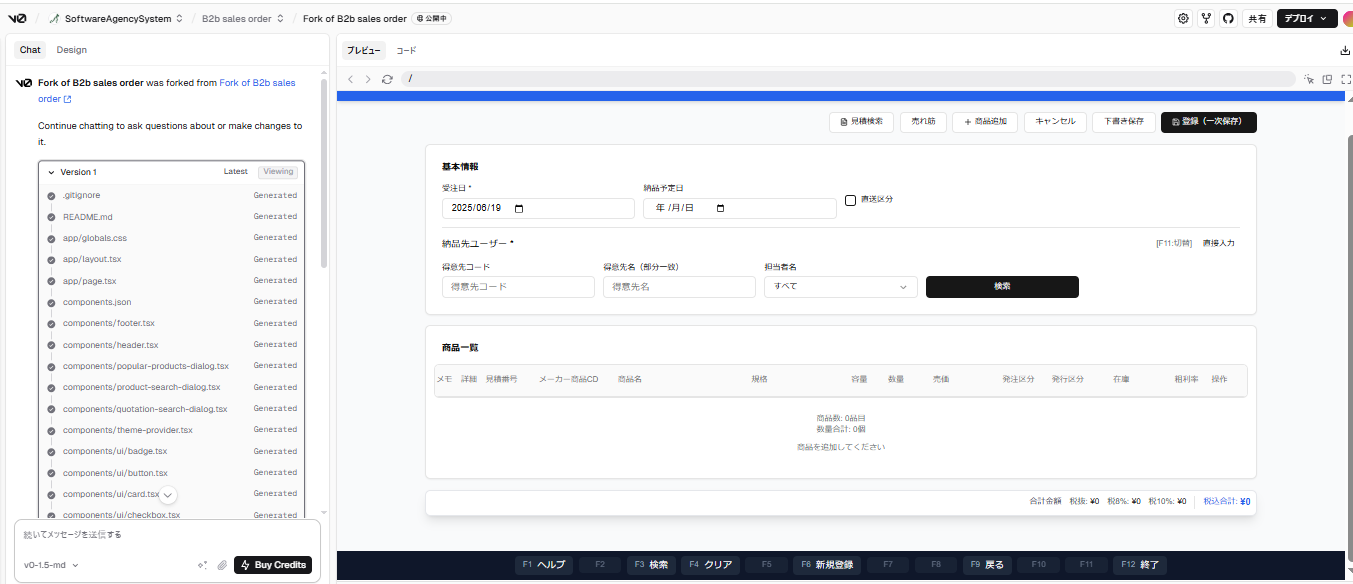 v0 / SoftwareAgencySystem / B2b sales order / Fork of B2b sales order 公開中 共有 デプロイ
Chat Design
プレビュー コード
/
Fork of B2b sales order was forked from Fork of B2b sales
order
Continue chatting to ask questions about or make changes to
it.
Version 1 Latest Viewing
.gitignore Generated
README.md Generated
app/globals.css Generated
app/layout.tsx Generated
app/page.tsx Generated
components.json Generated
components/footer.tsx Generated
components/header.tsx Generated
components/popular-products-dialog.tsx Generated
components/product-search-dialog.tsx Generated
components/quotation-search-dialog.tsx Generated
components/theme-provider.tsx Generated
components/ui/badge.tsx Generated
components/ui/button.tsx Generated
components/ui/card.tsx Generated
components/ui/checkbox.tsx Generated
続いてメッセージを送信する
v0-1.5-md Buy Credits
見積検索 売れ筋 + 商品追加 キャンセル 下書き保存 登録（一次保存）
基本情報
受注日 * 納品予定日
2025/06/19 年 /月/日 直送区分
納品先ユーザー * [F11:切替] 直接入力
得意先コード 得意先名（部分一致） 担当者名
得意先コード 得意先名 すべて 検索
商品一覧
メモ 詳細 見積番号 メーカー商品CD 商品名 規格 容量 数量 売価 発注区分 発行区分 在庫 粗利率 操作
商品数: 0品目
数量合計: 0個
商品を追加してください
合計金額 税抜: ¥0 税8%: ¥0 税10%: ¥0 税込合計: ¥0
F1 ヘルプ F2 F3 検索 F4 クリア F5 F6 新規登録 F7 F8 F9 戻る F10 F11 F12 終了